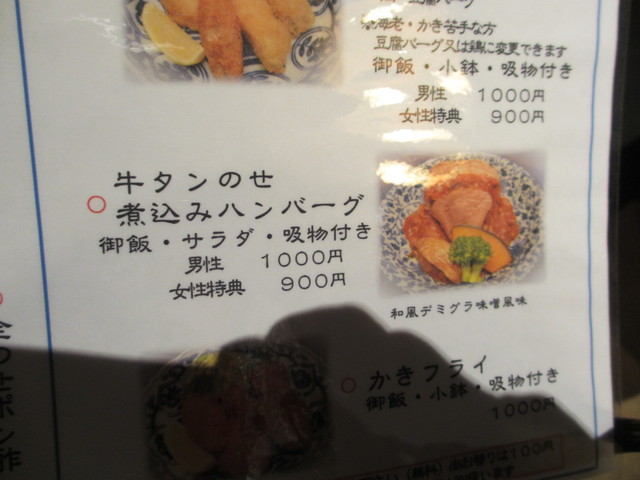 ※海老・かき苦手な方
豆腐バーグ又は鶏に変更できます
御飯・小鉢・吸物付き
男性 1000円
女性特典 900円
○ 牛タンのせ
煮込みハンバーグ
御飯・サラダ・吸物付き
男性 1000円
女性特典 900円
和風デミグラ味噌風味
○ かきフライ
御飯・小鉢・吸物付き
1000円